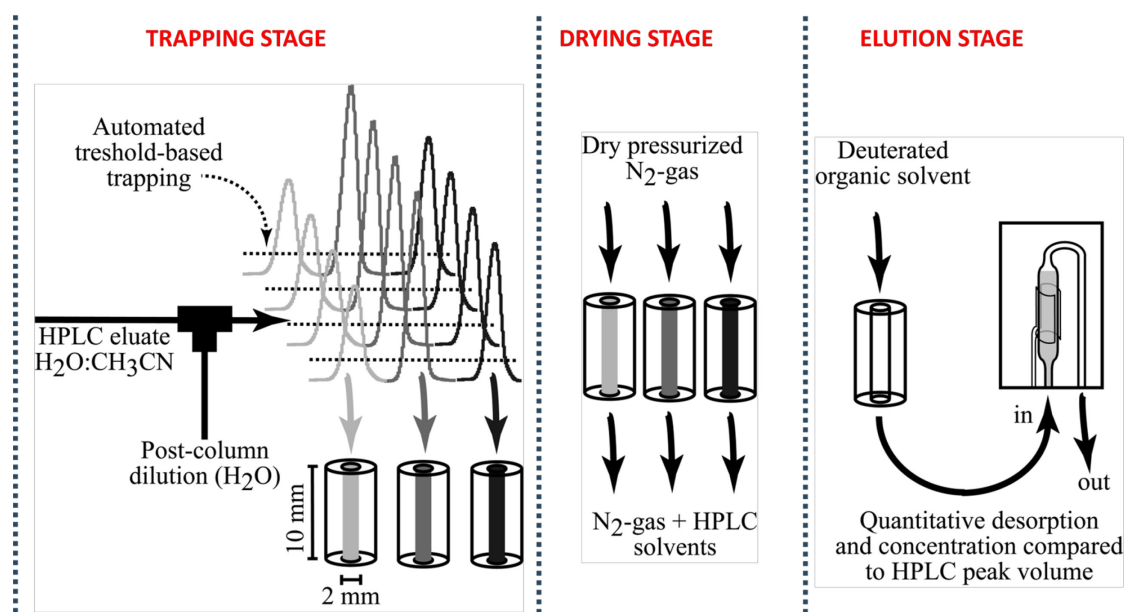 TRAPPING STAGE
Automated
treshold-based
trapping
HPLC eluate
H₂O:CH₃CN
Post-column
dilution (H₂O)
10 mm
2 mm
DRYING STAGE
Dry pressurized
N₂-gas
N₂-gas + HPLC
solvents
ELUTION STAGE
Deuterated
organic solvent
in
out
Quantitative desorption
and concentration compared
to HPLC peak volume